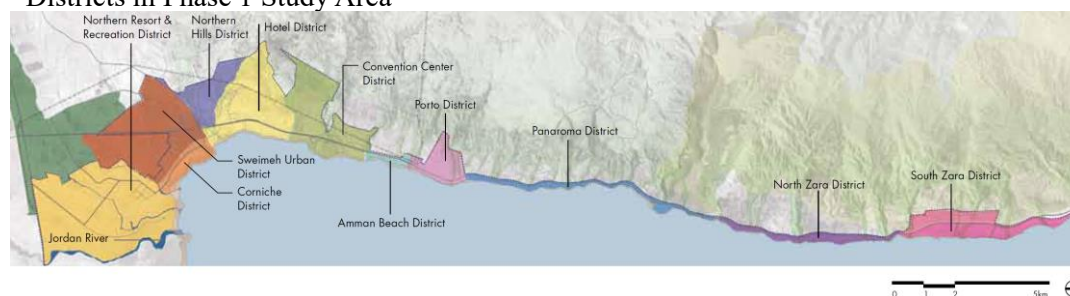 Districts in Phase 1 Study Area
Northern Resort &
Recreation District
Northern
Hills District
Hotel District
Convention Center
District
Porto District
Panaroma District
North Zara District
South Zara District
Sweimeh Urban
District
Corniche
District
Amman Beach District
Jordan River
0 1 2 5km